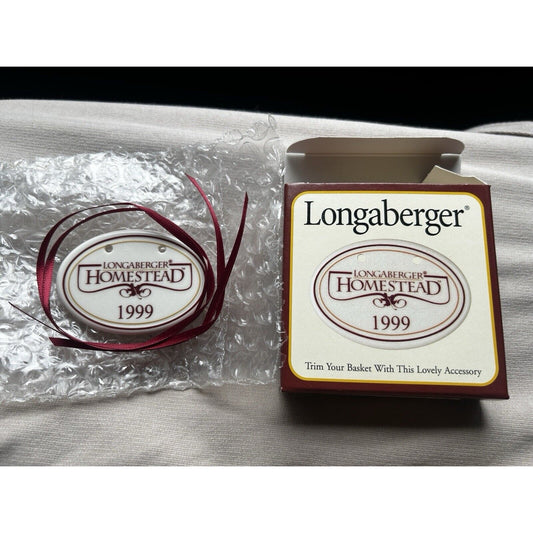 LONGABERGER®
HOMESTEAD
1999
Longaberger®
LONGABERGER®
HOMESTEAD
1999
Trim Your Basket With This Lovely Accessory